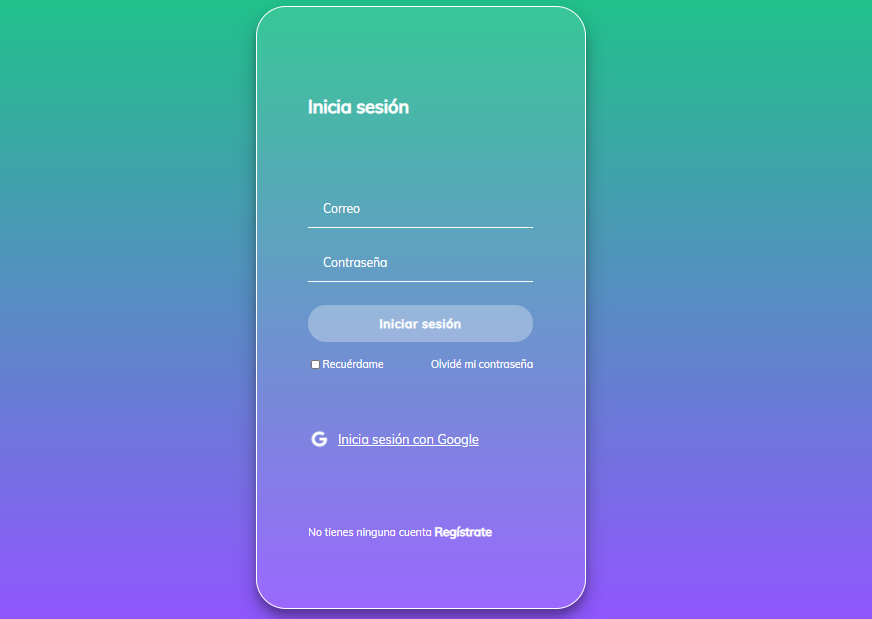 Inicia sesión
Correo
Contraseña
Iniciar sesión
Recuérdame Olvidé mi contraseña
Inicia sesión con Google
No tienes ninguna cuenta Regístrate